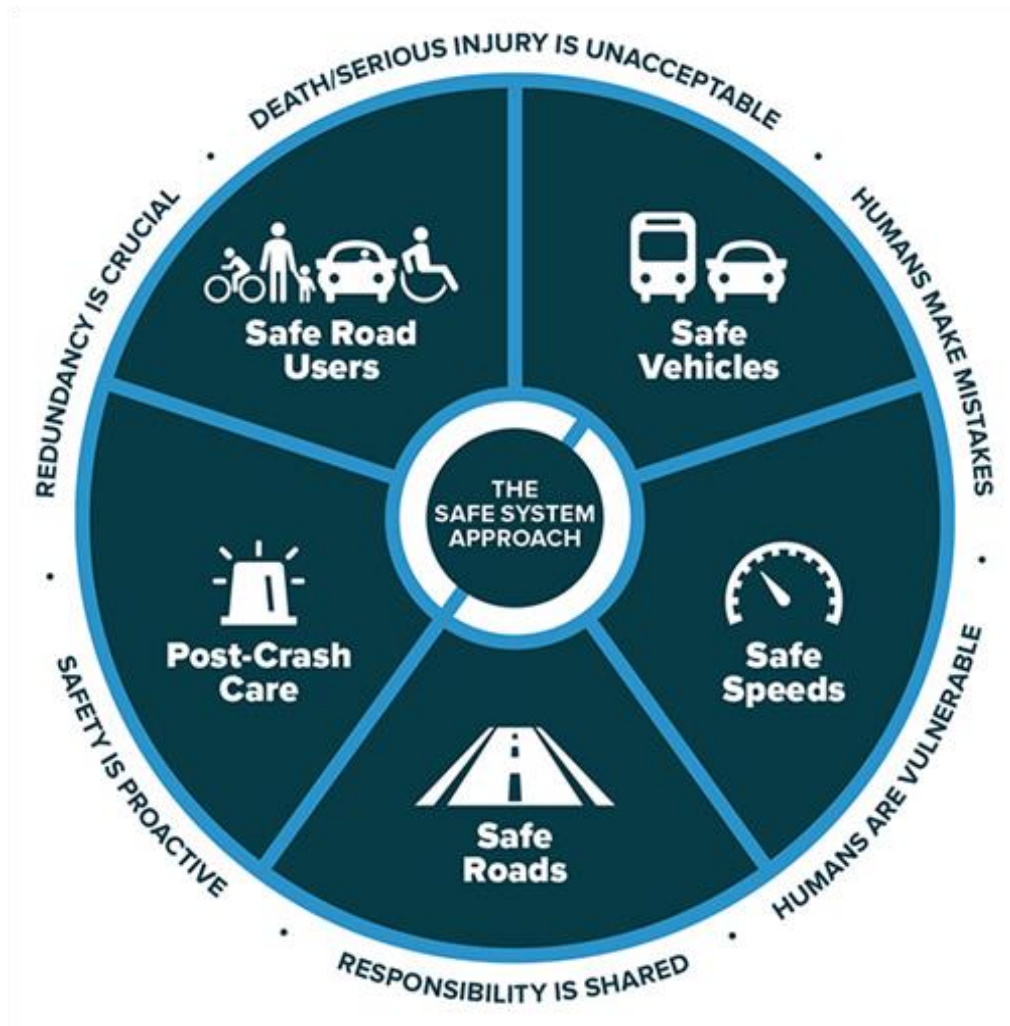 DEATH/SERIOUS INJURY IS UNACCEPTABLE
HUMANS MAKE MISTAKES
HUMANS ARE VULNERABLE
RESPONSIBILITY IS SHARED
SAFETY IS PROACTIVE
REDUNDANCY IS CRUCIAL
Safe Road
Users
Safe
Vehicles
Safe
Speeds
Safe
Roads
Post-Crash
Care
THE
SAFE SYSTEM
APPROACH